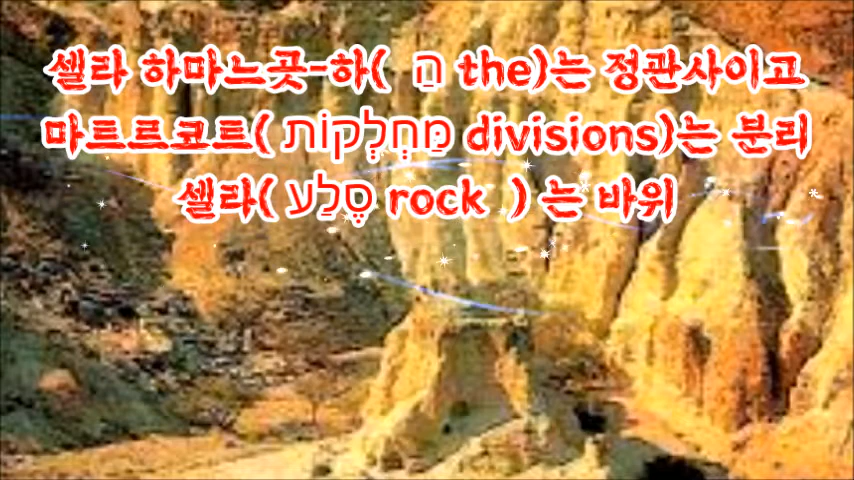 셀라 하마느곳-하( הַ the)는 정관사이고
마트르코트( מַחְלְקוֹת divisions)는 분리
셀라( סֶלַע rock ) 는 바위